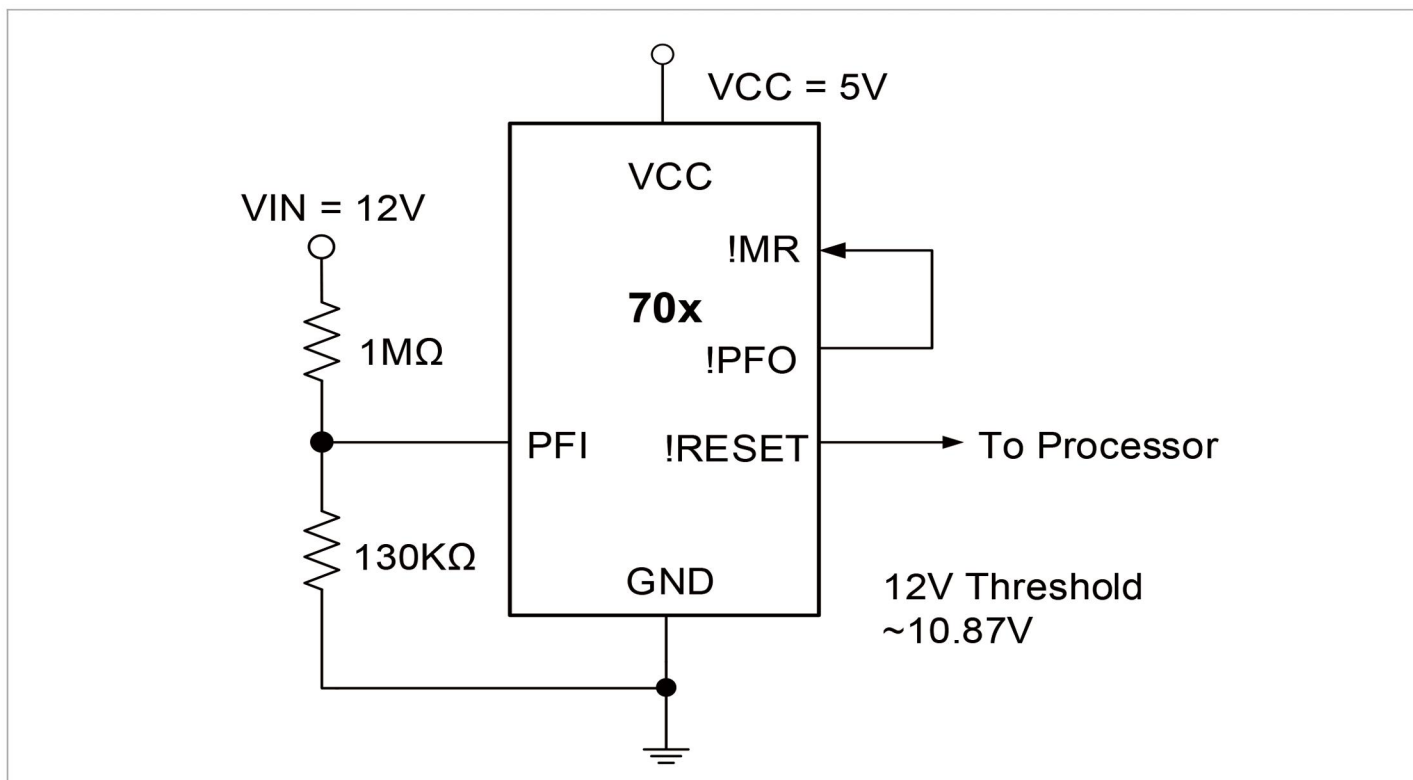 VCC = 5V
VCC
VIN = 12V
!MR
70x
1MΩ
!PFO
PFI
!RESET
To Processor
130KΩ
GND
12V Threshold
~10.87V